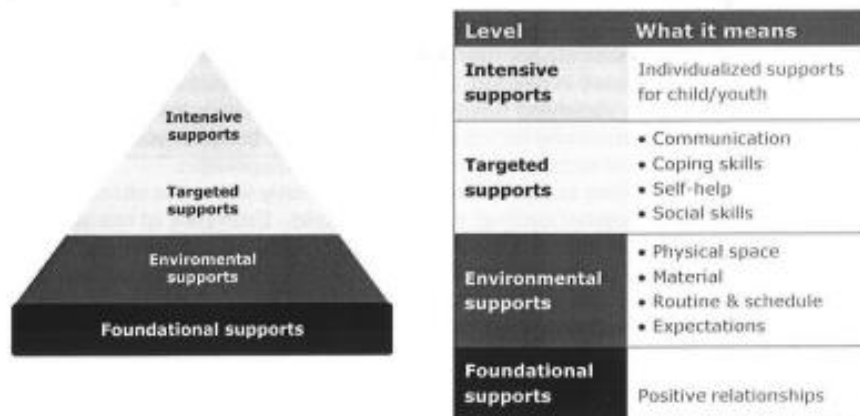 Intensive
supports
Targeted
supports
Enviromental
supports
Foundational supports
Level What it means
Intensive
supports
Individualized supports
for child/youth
Targeted
supports
• Communication
• Coping skills
• Self-help
• Social skills
Environmental
supports
• Physical space
• Material
• Routine & schedule
• Expectations
Foundational
supports
Positive relationships